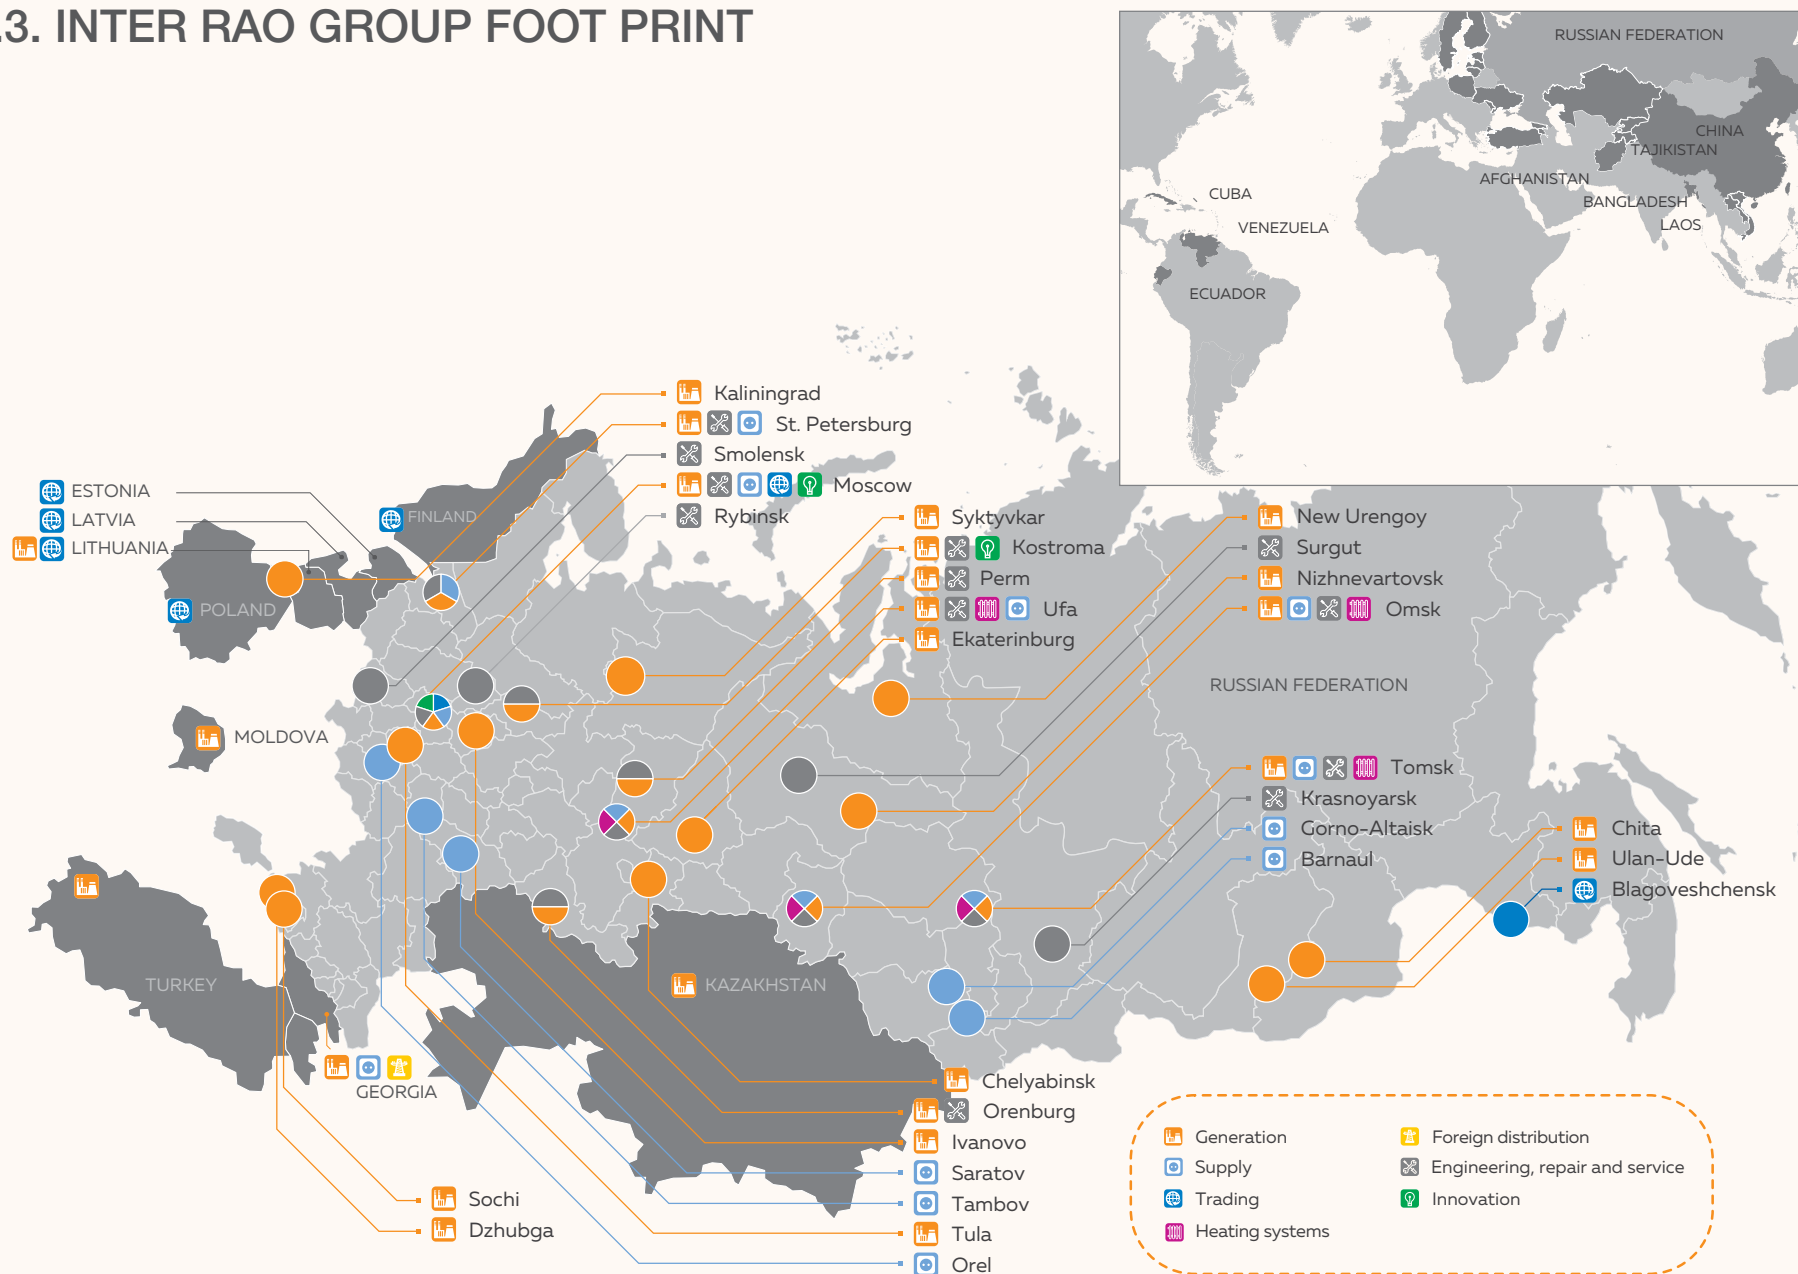 .3. INTER RAO GROUP FOOT PRINT
RUSSIAN FEDERATION
CHINA
TAJIKISTAN
AFGHANISTAN
BANGLADESH
LAOS
CUBA
VENEZUELA
ECUADOR
Kaliningrad
St. Petersburg
Smolensk
Moscow
Rybinsk
ESTONIA
LATVIA
LITHUANIA
FINLAND
POLAND
MOLDOVA
Syktyvkar
Kostroma
Perm
Ufa
Ekaterinburg
New Urengoy
Surgut
Nizhnevartovsk
Omsk
RUSSIAN FEDERATION
Tomsk
Krasnoyarsk
Gorno-Altaisk
Barnaul
Chita
Ulan-Ude
Blagoveshchensk
TURKEY
KAZAKHSTAN
GEORGIA
Chelyabinsk
Orenburg
Ivanovo
Saratov
Tambov
Tula
Orel
Sochi
Dzhubga
Generation
Supply
Trading
Heating systems
Foreign distribution
Engineering, repair and service
Innovation